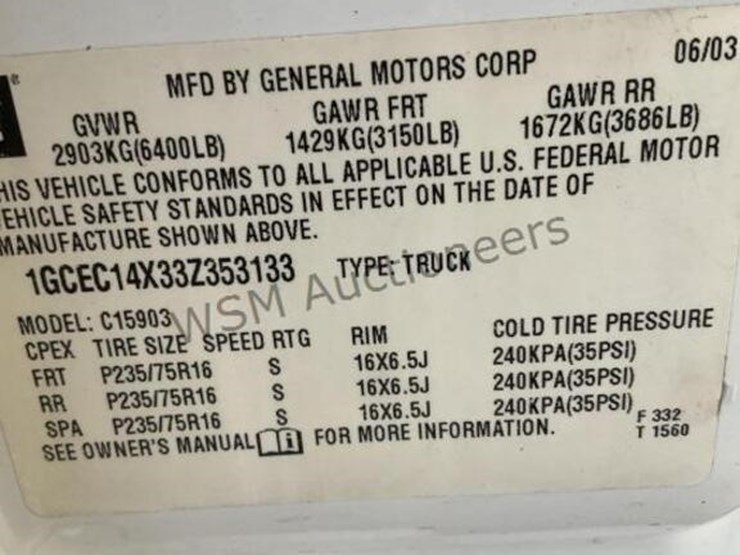 ®
MFD BY GENERAL MOTORS CORP 06/03
GVWR GAWR FRT GAWR RR
2903KG(6400LB) 1429KG(3150LB) 1672KG(3686LB)
HIS VEHICLE CONFORMS TO ALL APPLICABLE U.S. FEDERAL MOTOR
EHICLE SAFETY STANDARDS IN EFFECT ON THE DATE OF
MANUFACTURE SHOWN ABOVE.
1GCEC14X33Z353133 TYPE: TRUCK
WSM Auctioneers
MODEL: C15903
CPEX TIRE SIZE SPEED RTG RIM COLD TIRE PRESSURE
FRT P235/75R16 S 16X6.5J 240KPA(35PSI)
RR P235/75R16 S 16X6.5J 240KPA(35PSI)
SPA P235/75R16 S 16X6.5J 240KPA(35PSI)
SEE OWNER'S MANUAL i FOR MORE INFORMATION.
F 332
T 1560